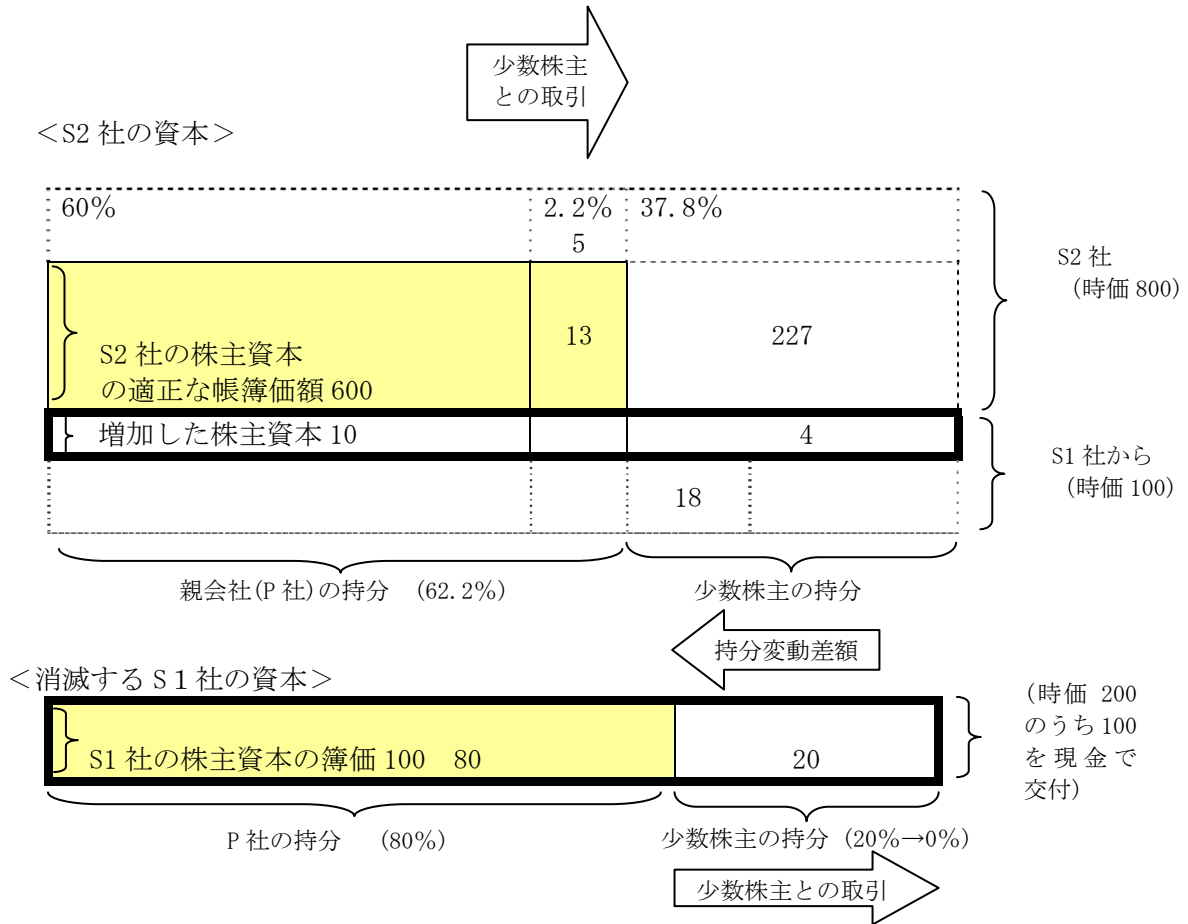 少数株主
との取引
＜S2 社の資本＞
60%
2.2%
37.8%
5
S2 社
（時価 800）
13
227
S2 社の株主資本
の適正な帳簿価額 600
増加した株主資本 10
4
S1 社から
（時価 100）
18
親会社(P 社)の持分　(62.2%)
少数株主の持分
持分変動差額
＜消滅する S１社の資本＞
（時価 200
のうち 100
を現金で
交付）
S1 社の株主資本の簿価 100　80
20
P 社の持分　(80%)
少数株主の持分（20%→0%）
少数株主との取引